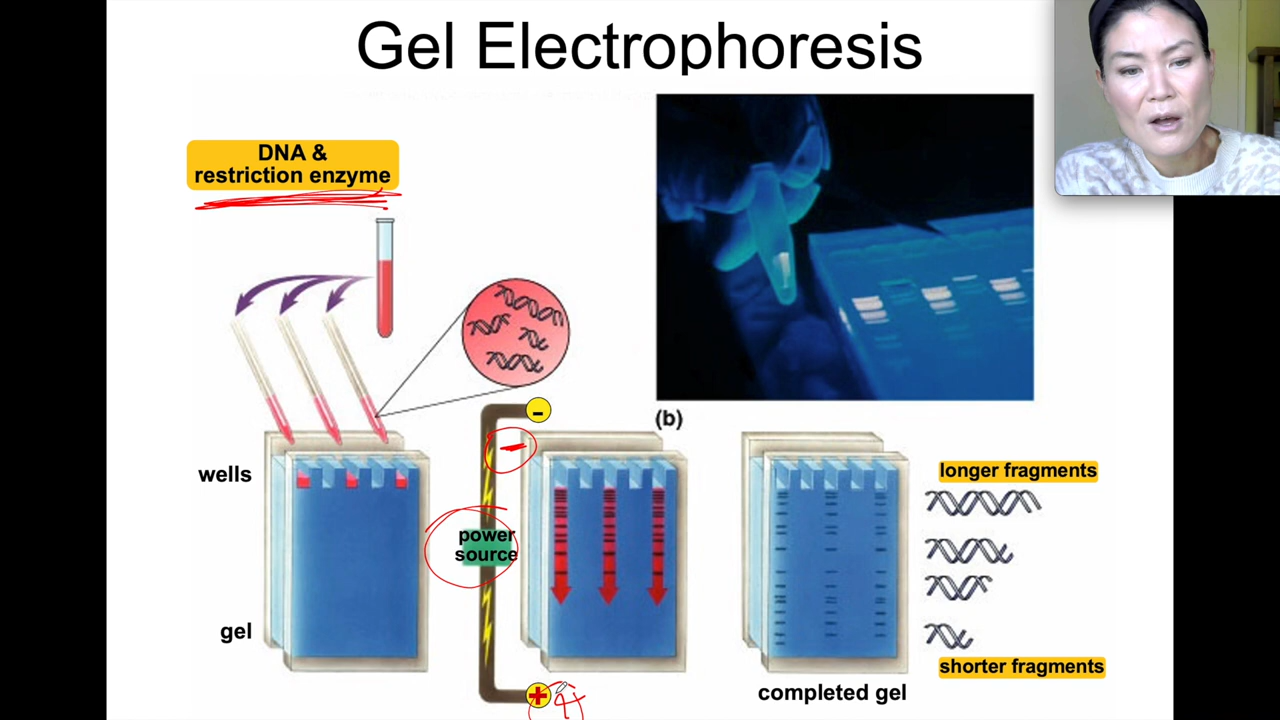 Gel Electrophoresis
DNA &
restriction enzyme
-
(b)
wells
longer fragments
-
power
source
gel
shorter fragments
+
+
completed gel